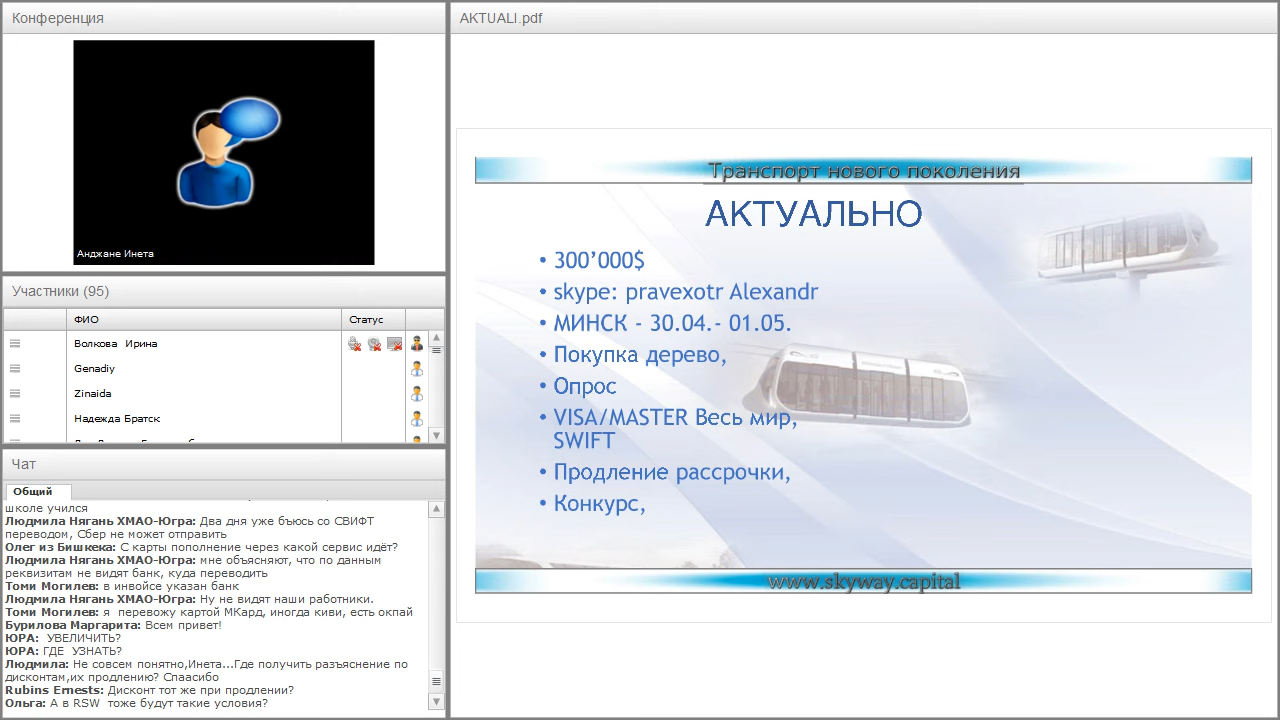 Конференция
Анджане Инета
Участники (95)
ФИО
Статус
Волкова Ирина
Genadiy
Zinaida
Надежда Братск
Чат
Общий
школе учился
Людмила Нягань ХМАО-Югра: Два дня уже бъюсь со СВИФТ
переводом, Сбер не может отправить
Олег из Бишкека: С карты пополнение через какой сервис идёт?
Людмила Нягань ХМАО-Югра: мне объясняют, что по данным
реквизитам не видят банк, куда переводить
Томи Могилев: в инвойсе указан банк
Людмила Нягань ХМАО-Югра: Ну не видят наши работники.
Томи Могилев: я перевожу картой МКард, иногда киви, есть окпай
Бурилова Маргарита: Всем привет!
ЮРА: УВЕЛИЧИТЬ?
ЮРА: ГДЕ УЗНАТЬ?
Людмила: Не совсем понятно,Инета...Где получить разъяснение по
дисконтам,их продлению? Спаасибо
Rubins Ernests: Дисконт тот же при продлении?
Ольга: А в RSW тоже будут такие условия?
AKTUALI.pdf
Транспорт нового поколения
АКТУАЛЬНО
• 300’000$
• skype: pravexotr Alexandr
• МИНСК - 30.04.- 01.05.
• Покупка дерево,
• Опрос
• VISA/MASTER Весь мир,
SWIFT
• Продление рассрочки,
• Конкурс,
www.skyway.capital